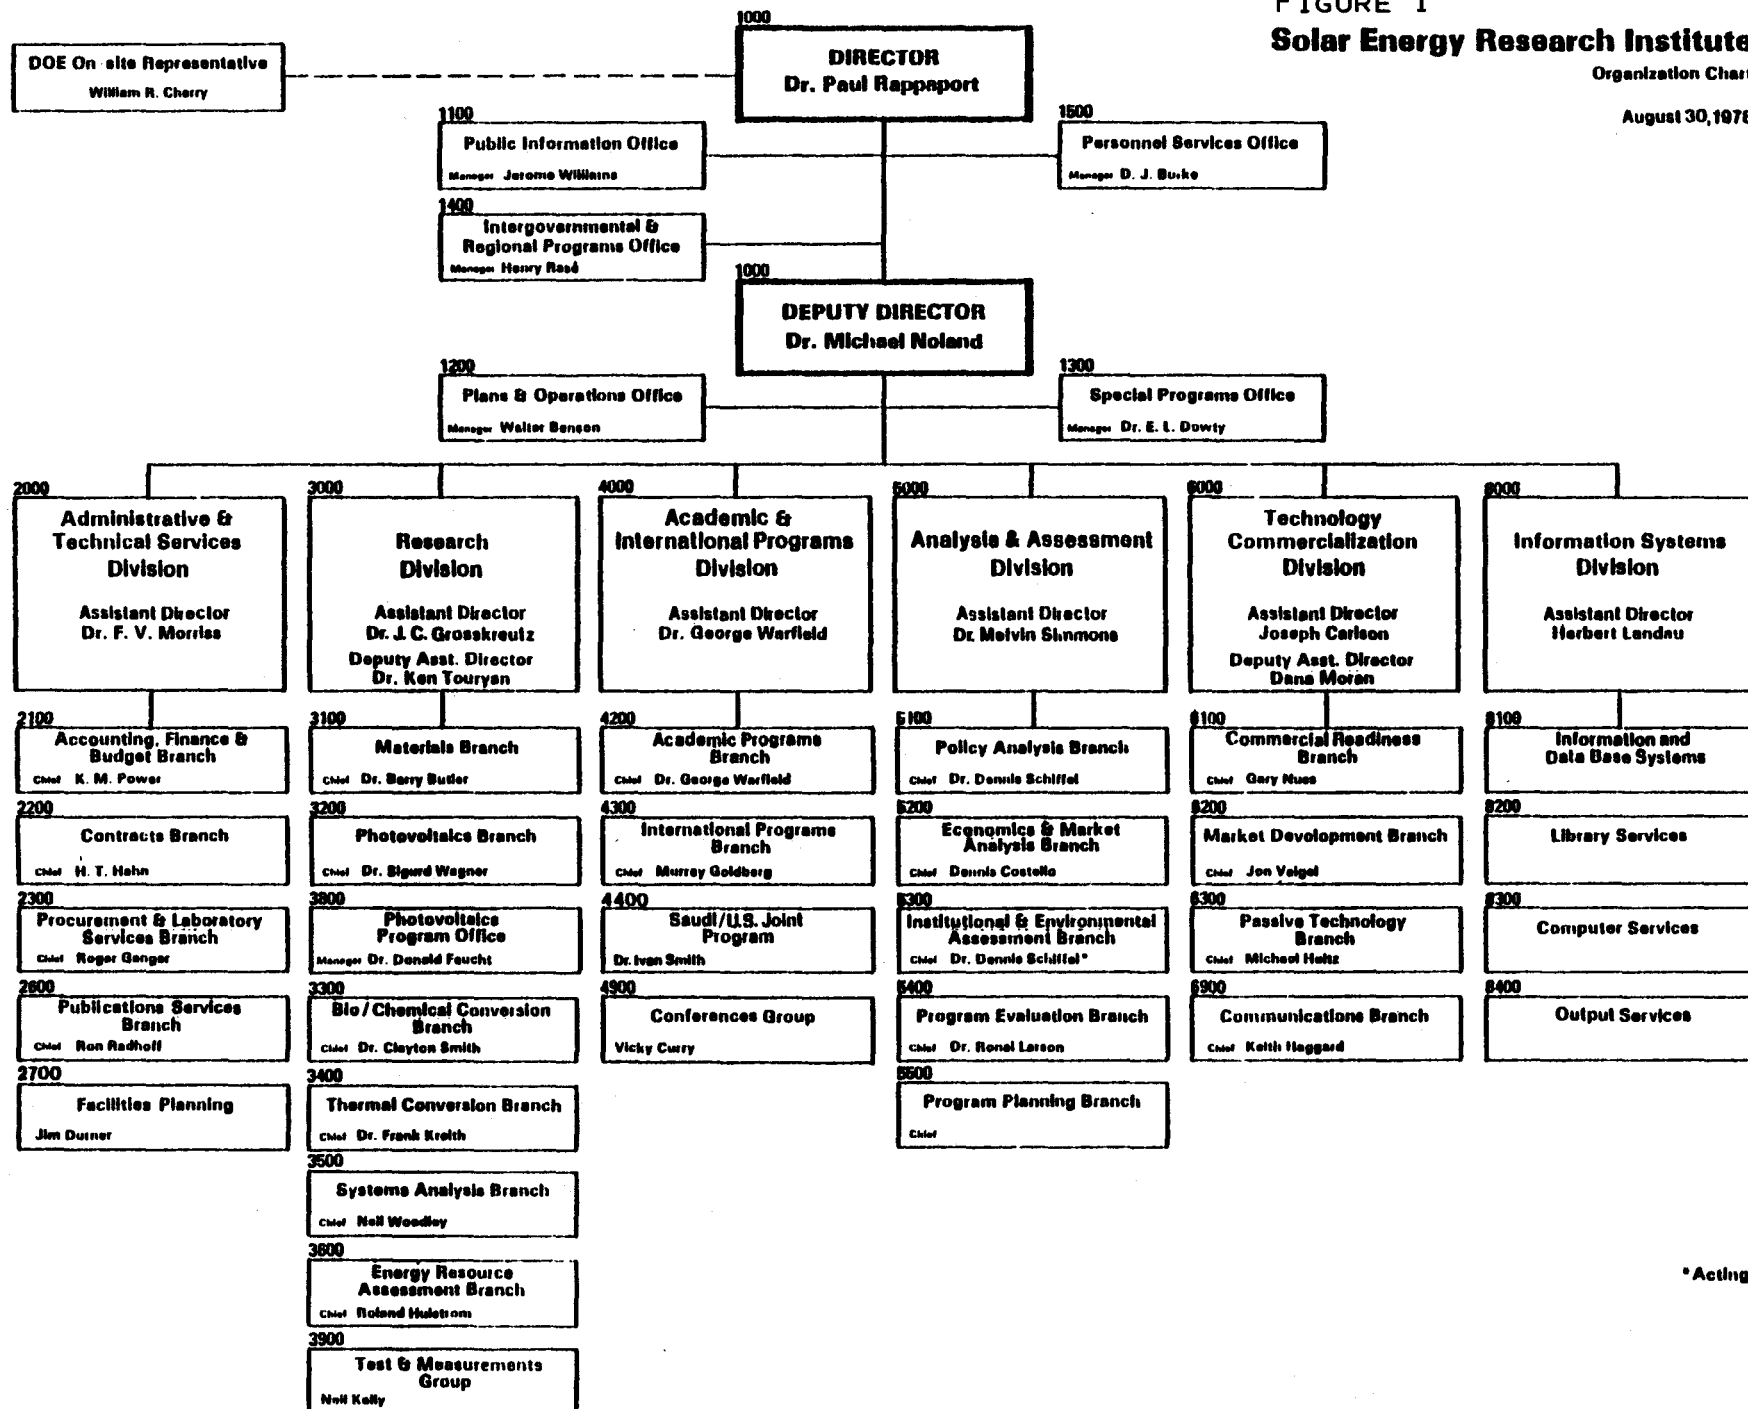 FIGURE 1
Solar Energy Research Institute
Organization Chart
August 30, 1978
1000
DIRECTOR
Dr. Paul Rappaport
DOE On-site Representative
William R. Cherry
1100
Public Information Office
Manager Jerome Williams
1500
Personnel Services Office
Manager D. J. Burke
1400
Intergovernmental &
Regional Programs Office
Manager Henry Rasé
1000
DEPUTY DIRECTOR
Dr. Michael Noland
1200
Plans & Operations Office
Manager Walter Benson
1300
Special Programs Office
Manager Dr. E. L. Dowty
2000
Administrative &
Technical Services
Division
Assistant Director
Dr. F. V. Morriss
2100
Accounting, Finance &
Budget Branch
Chief K. M. Power
2200
Contracts Branch
Chief H. T. Hahn
2300
Procurement & Laboratory
Services Branch
Chief Roger Ganger
2600
Publications Services
Branch
Chief Ron Radhoff
2700
Facilities Planning
Jim
3000
Research
Division
Assistant Director
Dr. J. C. Grosskreutz
Deputy Asst. Director
Dr. Ken Touryan
3100
Materials Branch
Chief Dr. Barry Butler
3200
Photovoltaics Branch
Chief Dr. Sigurd Wagner
Photovoltaics
Program Office
Manager Dr. Donald Feucht
3300
Bio/Chemical Conversion
Branch
Chief Dr. Clayton Smith
3400
Thermal Conversion Branch
Chief Dr. Frank Kreith
3500
Systems Analysis Branch
Chief Neil Woodley
Energy Resource
Assessment Branch
Chief Roland Hulstrom
3900
Test & Measurements
Group
Neil Kelly
4000
Academic &
International Programs
Division
Assistant Director
Dr. George Warfield
4200
Academic Programs
Branch
Chief Dr. George Warfield
4300
International Programs
Branch
Chief Murrey Goldberg
4400
Saudi/U.S. Joint
Program
Dr. Ivan Smith
4900
Conferences Group
Vicky Curry
5000
Analysis & Assessment
Division
Assistant Director
Dr. Melvin Simmons
5100
Policy Analysis Branch
Chief Dr. Dennis Schiffel
5200
Economics & Market
Analysis Branch
Chief Dennis Costello
5300
Institutional & Environmental
Assessment Branch
Chief Dr. Dennis Schiffel*
5400
Program Evaluation Branch
Chief Dr. Ronal Larson
5500
Program Planning Branch
Chief
6000
Technology
Commercialization
Division
Assistant Director
Joseph Carlson
Deputy Asst. Director
Dana Moran
6100
Commercial Readiness
Branch
Chief Gary Nuss
6200
Market Development Branch
Chief Jon Veigel
6300
Passive Technology
Branch
Chief Michael Holtz
6900
Communications Branch
Chief Keith Haggard
8000
Information Systems
Division
Assistant Director
Herbert Landau
8100
Information and
Data Base Systems
8200
Library Services
8300
Computer Services
8400
Output Services
*Acting